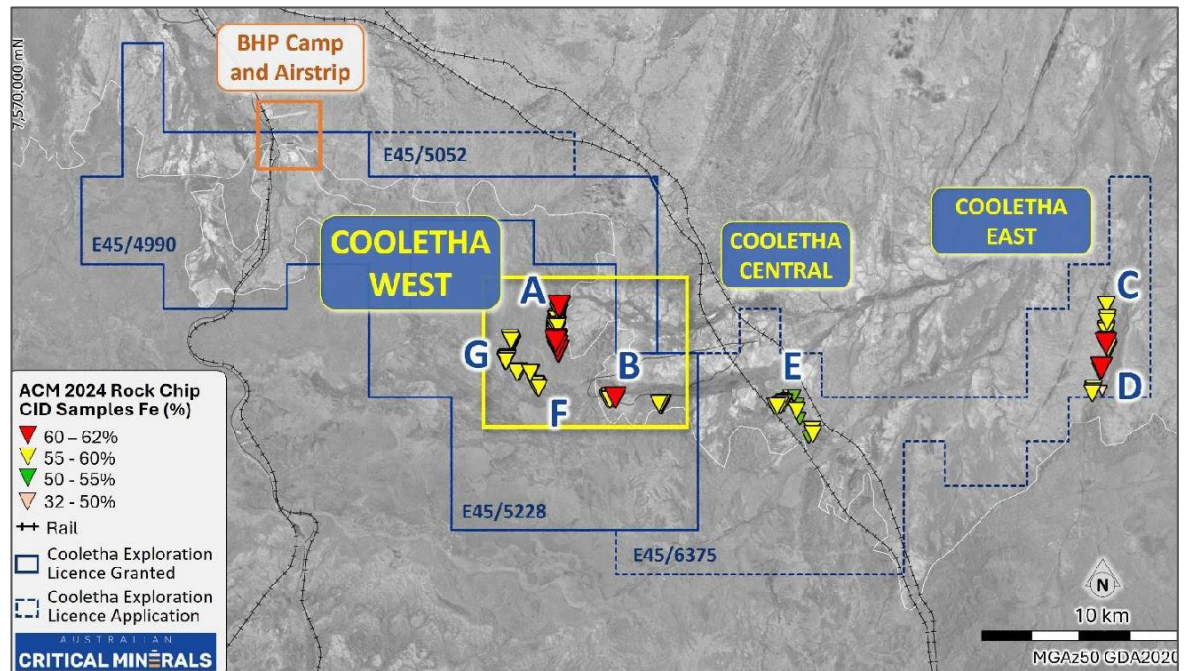 BHP Camp
and Airstrip
7,570,000 mN
E45/5052
E45/4990
COOLETHA
WEST
COOLETHA
CENTRAL
COOLETHA
EAST
A
C
G
B
E
D
F
ACM 2024 Rock Chip
CID Samples Fe (%)
60 – 62%
55 - 60%
50 - 55%
32 - 50%
Rail
Cooletha Exploration
Licence Granted
Cooletha Exploration
Licence Application
E45/5228
E45/6375
N
10 km
MGAz50 GDA2020
AUSTRALIAN
CRITICAL MINERALS